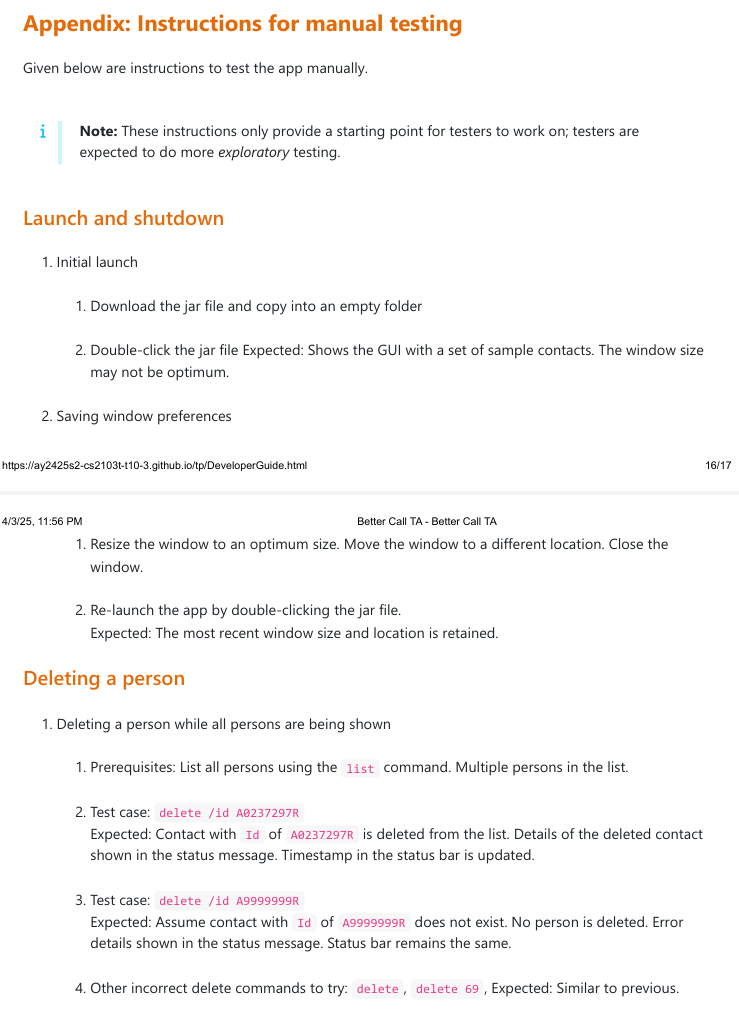 Appendix: Instructions for manual testing
Given below are instructions to test the app manually.
i
Note: These instructions only provide a starting point for testers to work on; testers are
expected to do more exploratory testing.
Launch and shutdown
1. Initial launch
1. Download the jar file and copy into an empty folder
2. Double-click the jar file Expected: Shows the GUI with a set of sample contacts. The window size
may not be optimum.
2. Saving window preferences
https://ay2425s2-cs2103t-t10-3.github.io/tp/DeveloperGuide.html 16/17
4/3/25, 11:56 PM Better Call TA - Better Call TA
1. Resize the window to an optimum size. Move the window to a different location. Close the
window.
2. Re-launch the app by double-clicking the jar file.
Expected: The most recent window size and location is retained.
Deleting a person
1. Deleting a person while all persons are being shown
1. Prerequisites: List all persons using the list command. Multiple persons in the list.
2. Test case: delete /id A0237297R
Expected: Contact with Id of A0237297R is deleted from the list. Details of the deleted contact
shown in the status message. Timestamp in the status bar is updated.
3. Test case: delete /id A9999999R
Expected: Assume contact with Id of A9999999R does not exist. No person is deleted. Error
details shown in the status message. Status bar remains the same.
4. Other incorrect delete commands to try: delete , delete 69 , Expected: Similar to previous.